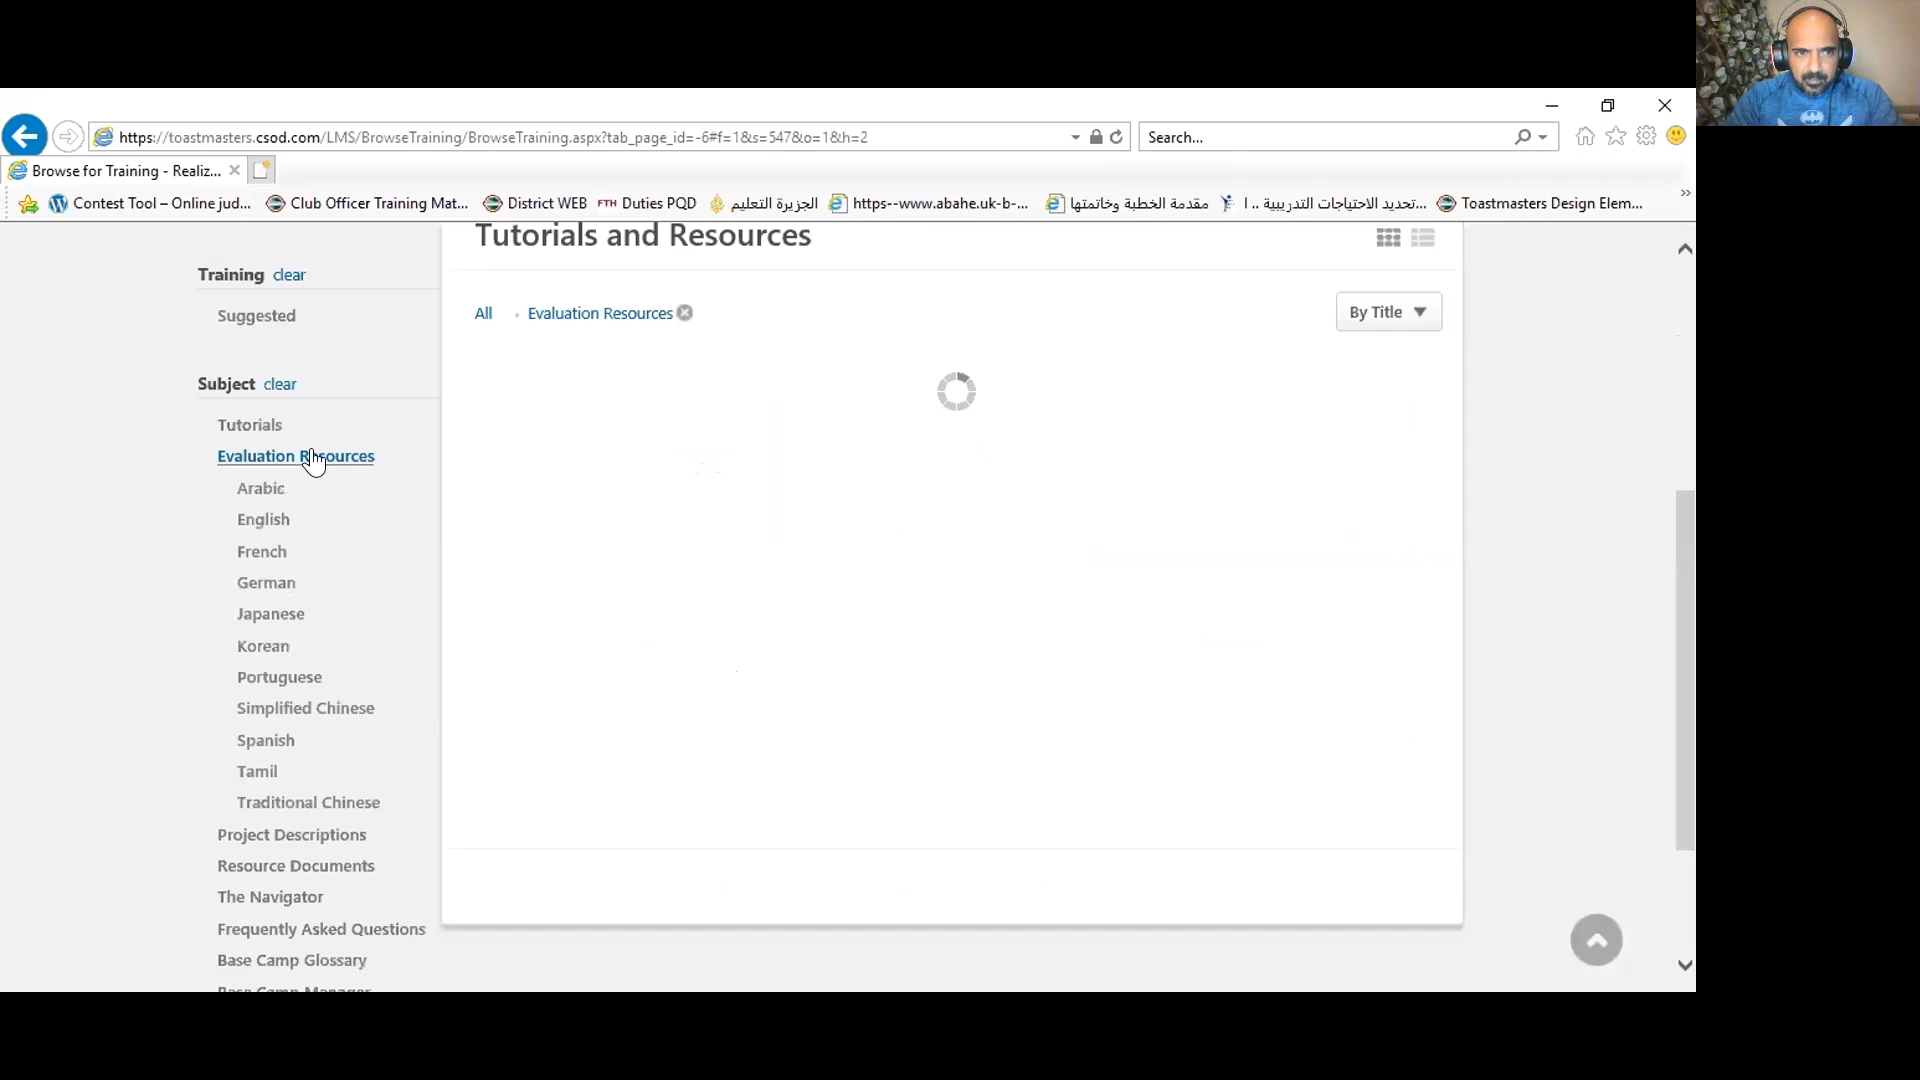 https://toastmasters.csod.com/LMS/BrowseTraining/BrowseTraining.aspx?tab_page_id=-6#f=1&s=547&o=1&h=2
Search...
Browse for Training - Realiz...
Contest Tool – Online jud...
Club Officer Training Mat...
District WEB
FTH Duties PQD
الجزيرة التعليم
https--www.abahe.uk-b-...
مقدمة الخطبة وخاتمتها
تحديد الاحتياجات التدريبية .. ا...
Toastmasters Design Elem...
Tutorials and Resources
Training clear
Suggested
All
Evaluation Resources
By Title
Subject clear
Tutorials
Evaluation Resources
Arabic
English
French
German
Japanese
Korean
Portuguese
Simplified Chinese
Spanish
Tamil
Traditional Chinese
Project Descriptions
Resource Documents
The Navigator
Frequently Asked Questions
Base Camp Glossary
Base Camp Manager